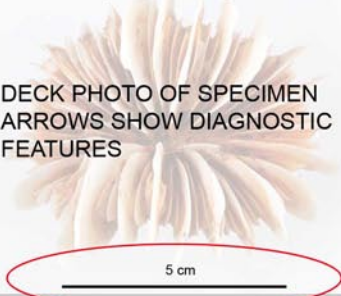 DECK PHOTO OF SPECIMEN
ARROWS SHOW DIAGNOSTIC
FEATURES
5 cm